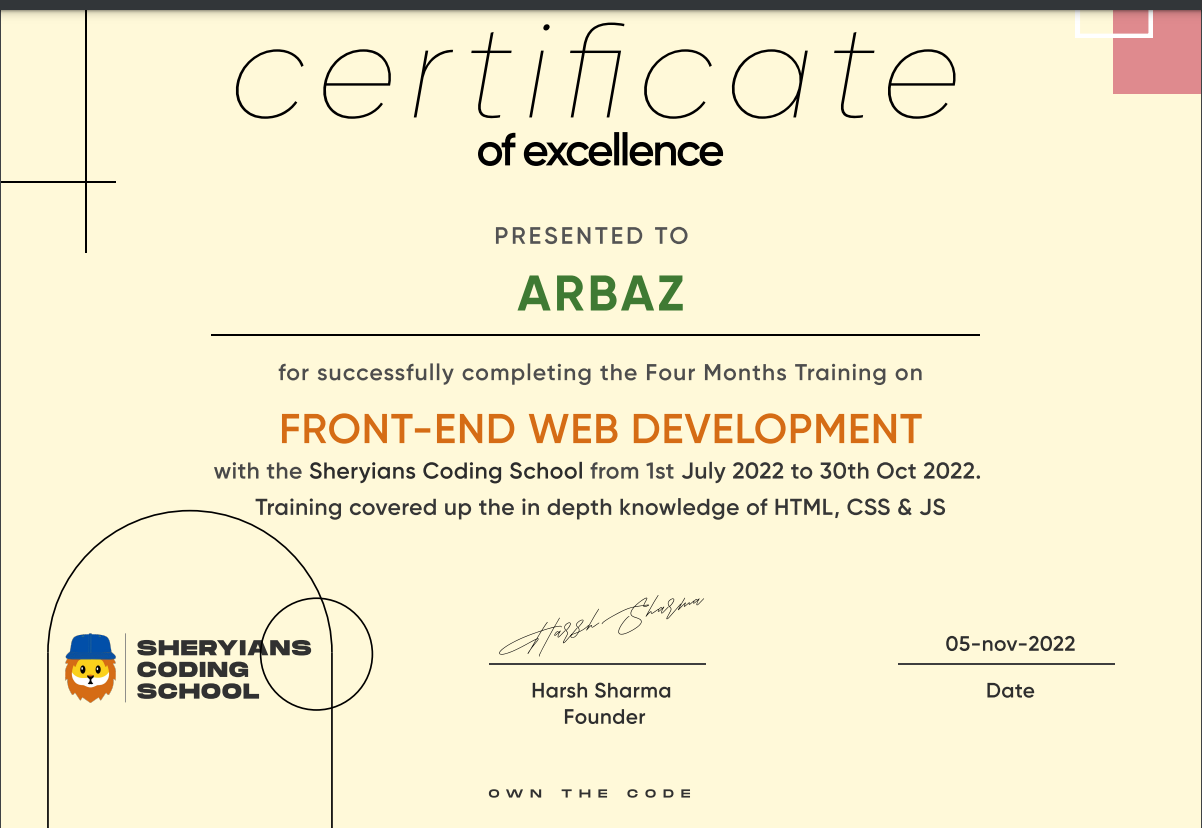 certificate
of excellence
PRESENTED TO
ARBAZ
for successfully completing the Four Months Training on
FRONT-END WEB DEVELOPMENT
with the Sheryians Coding School from 1st July 2022 to 30th Oct 2022.
Training covered up the in depth knowledge of HTML, CSS & JS
SHERYIANS
CODING
SCHOOL
Harsh Sharma
Harsh Sharma
Founder
05-nov-2022
Date
OWN THE CODE